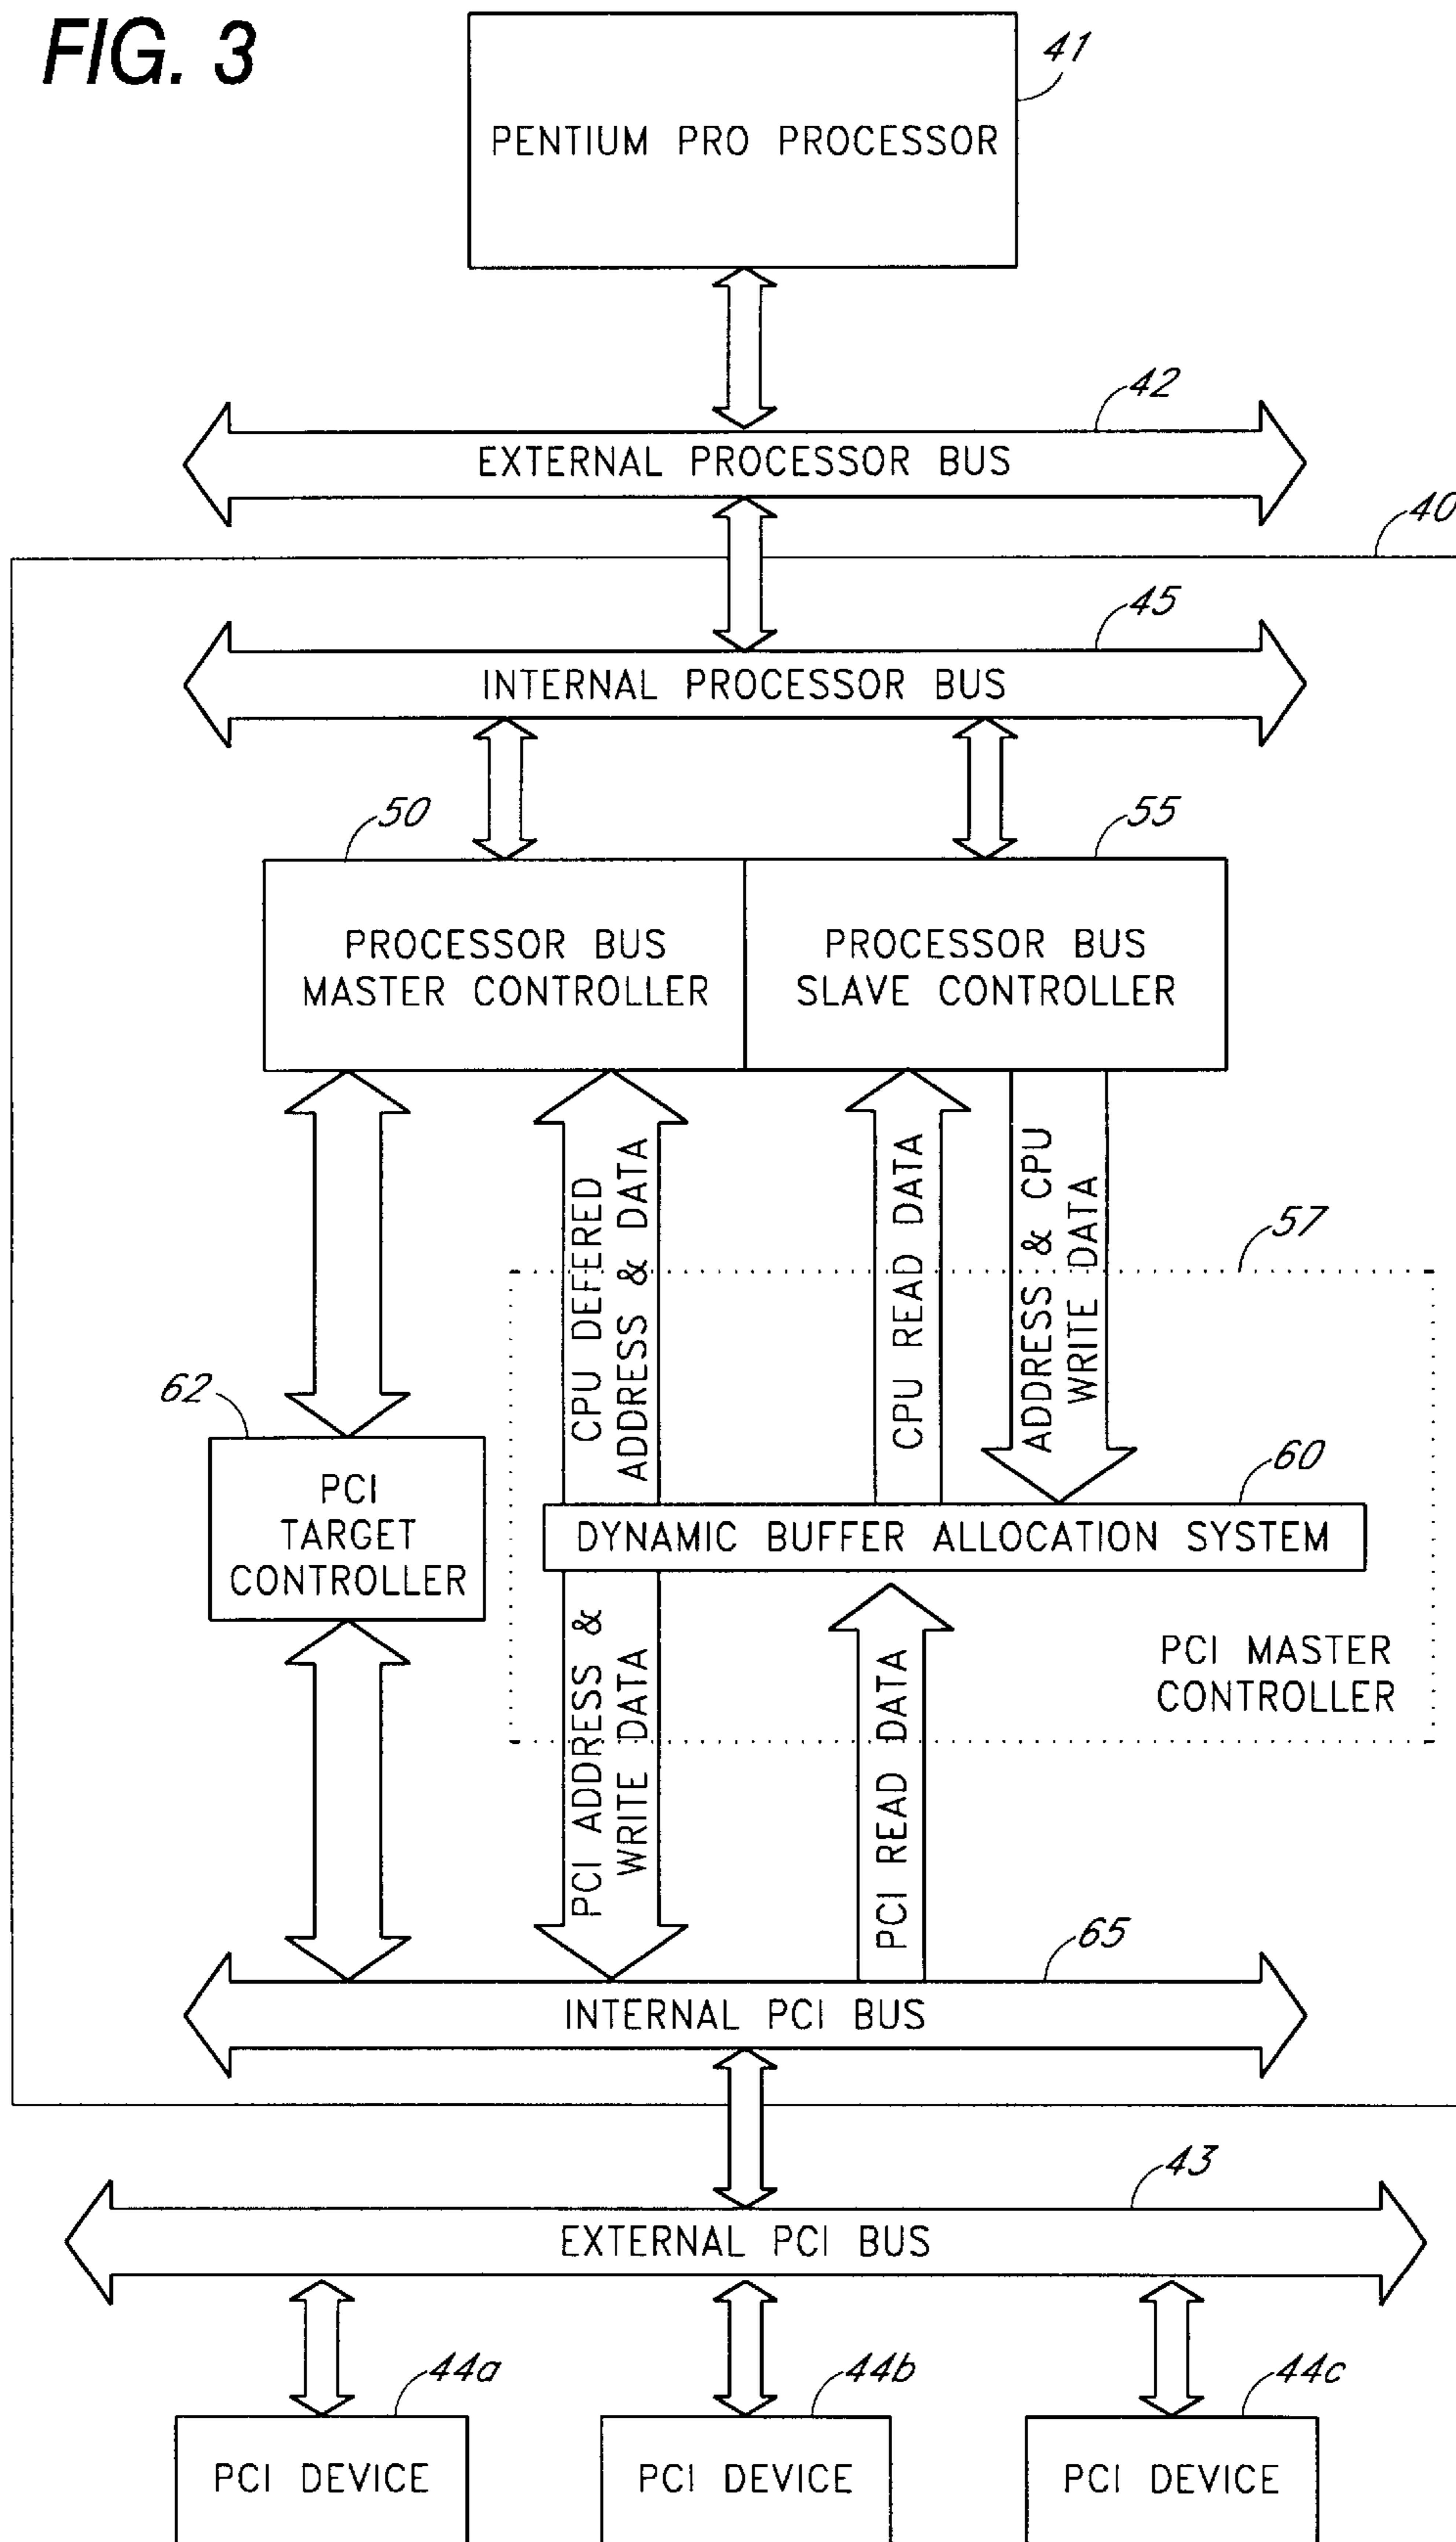 FIG. 3
41
PENTIUM PRO PROCESSOR
42
EXTERNAL PROCESSOR BUS
40
45
INTERNAL PROCESSOR BUS
50
55
PROCESSOR BUS
MASTER CONTROLLER
PROCESSOR BUS
SLAVE CONTROLLER
CPU DEFERED
ADDRESS & DATA
CPU READ DATA
ADDRESS & CPU
WRITE DATA
57
62
PCI
TARGET
CONTROLLER
60
DYNAMIC BUFFER ALLOCATION SYSTEM
PCI ADDRESS &
WRITE DATA
PCI READ DATA
PCI MASTER
CONTROLLER
65
INTERNAL PCI BUS
43
EXTERNAL PCI BUS
44a
44b
44c
PCI DEVICE
PCI DEVICE
PCI DEVICE